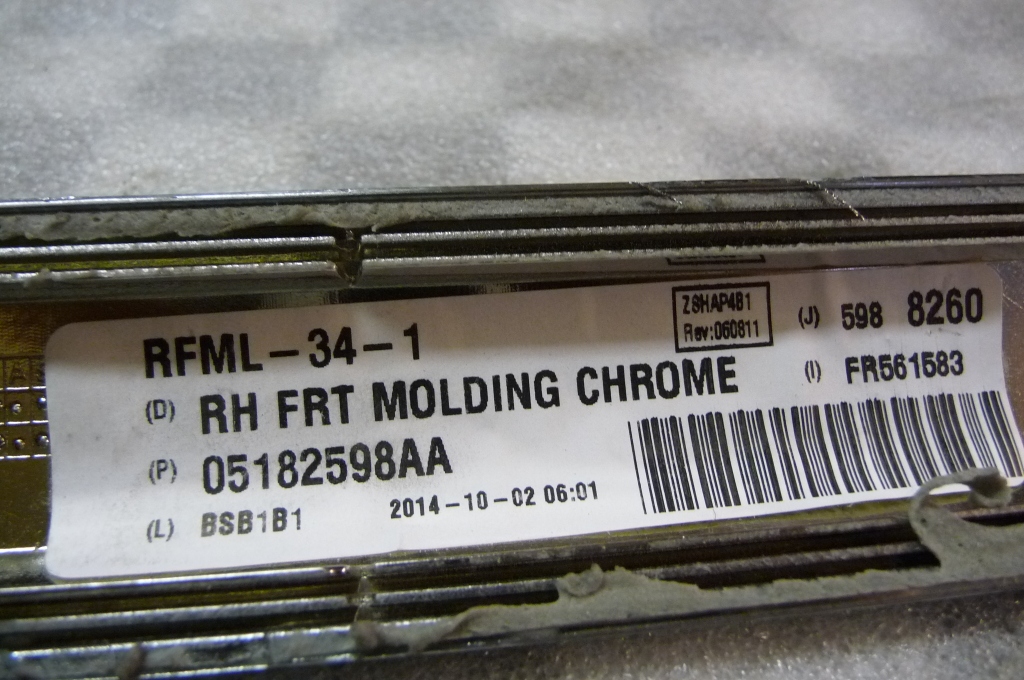 RFML-34-1
Z8HAP481
Rev:060811
(J) 598 8260
(D) RH FRT MOLDING CHROME
(I) FR561583
(P) 05182598AA
(L) BSB1B1
2014-10-02 06:01